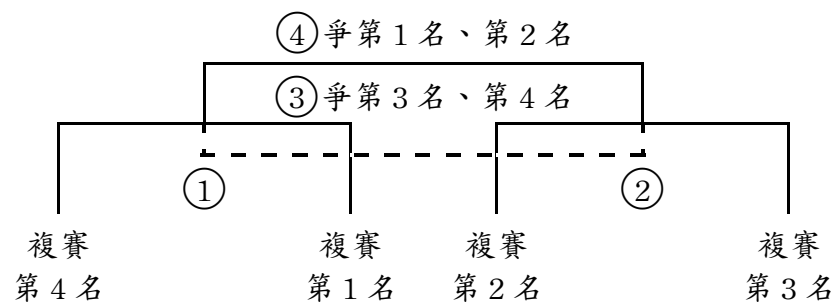 ④爭第1名、第2名
③爭第3名、第4名
① ②
複賽 複賽 複賽 複賽
第4名 第1名 第2名 第3名